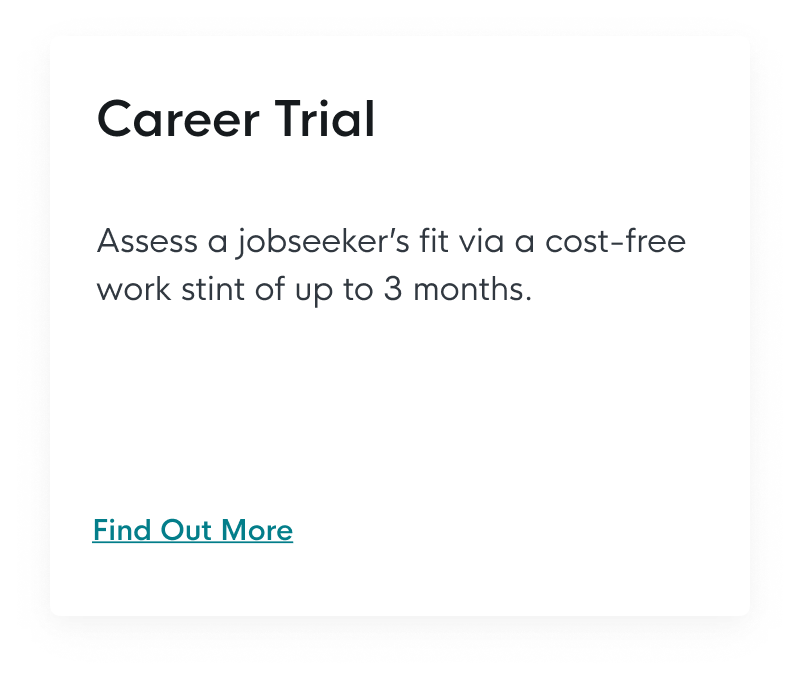 Career Trial
Assess a jobseeker’s fit via a cost-free
work stint of up to 3 months.
Find Out More